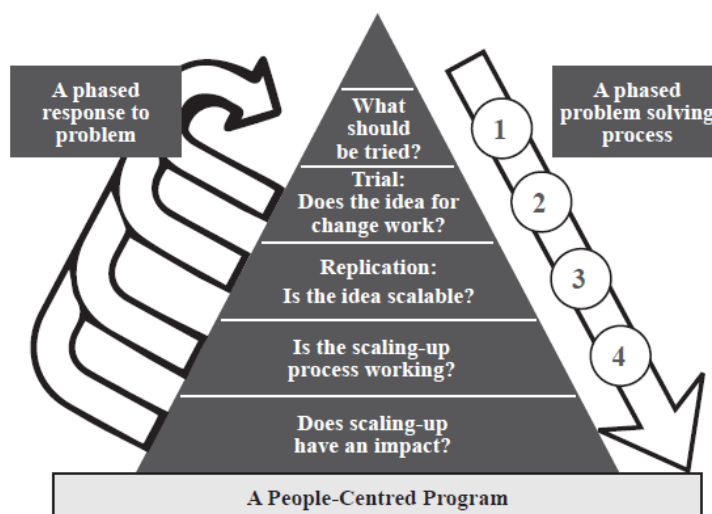 A phased
response to
problem
What
should
be tried?
Trial:
Does the idea for
change work?
Replication:
Is the idea scalable?
Is the scaling-up
process working?
Does scaling-up
have an impact?
A phased
problem solving
process
1
2
3
4
A People-Centred Program